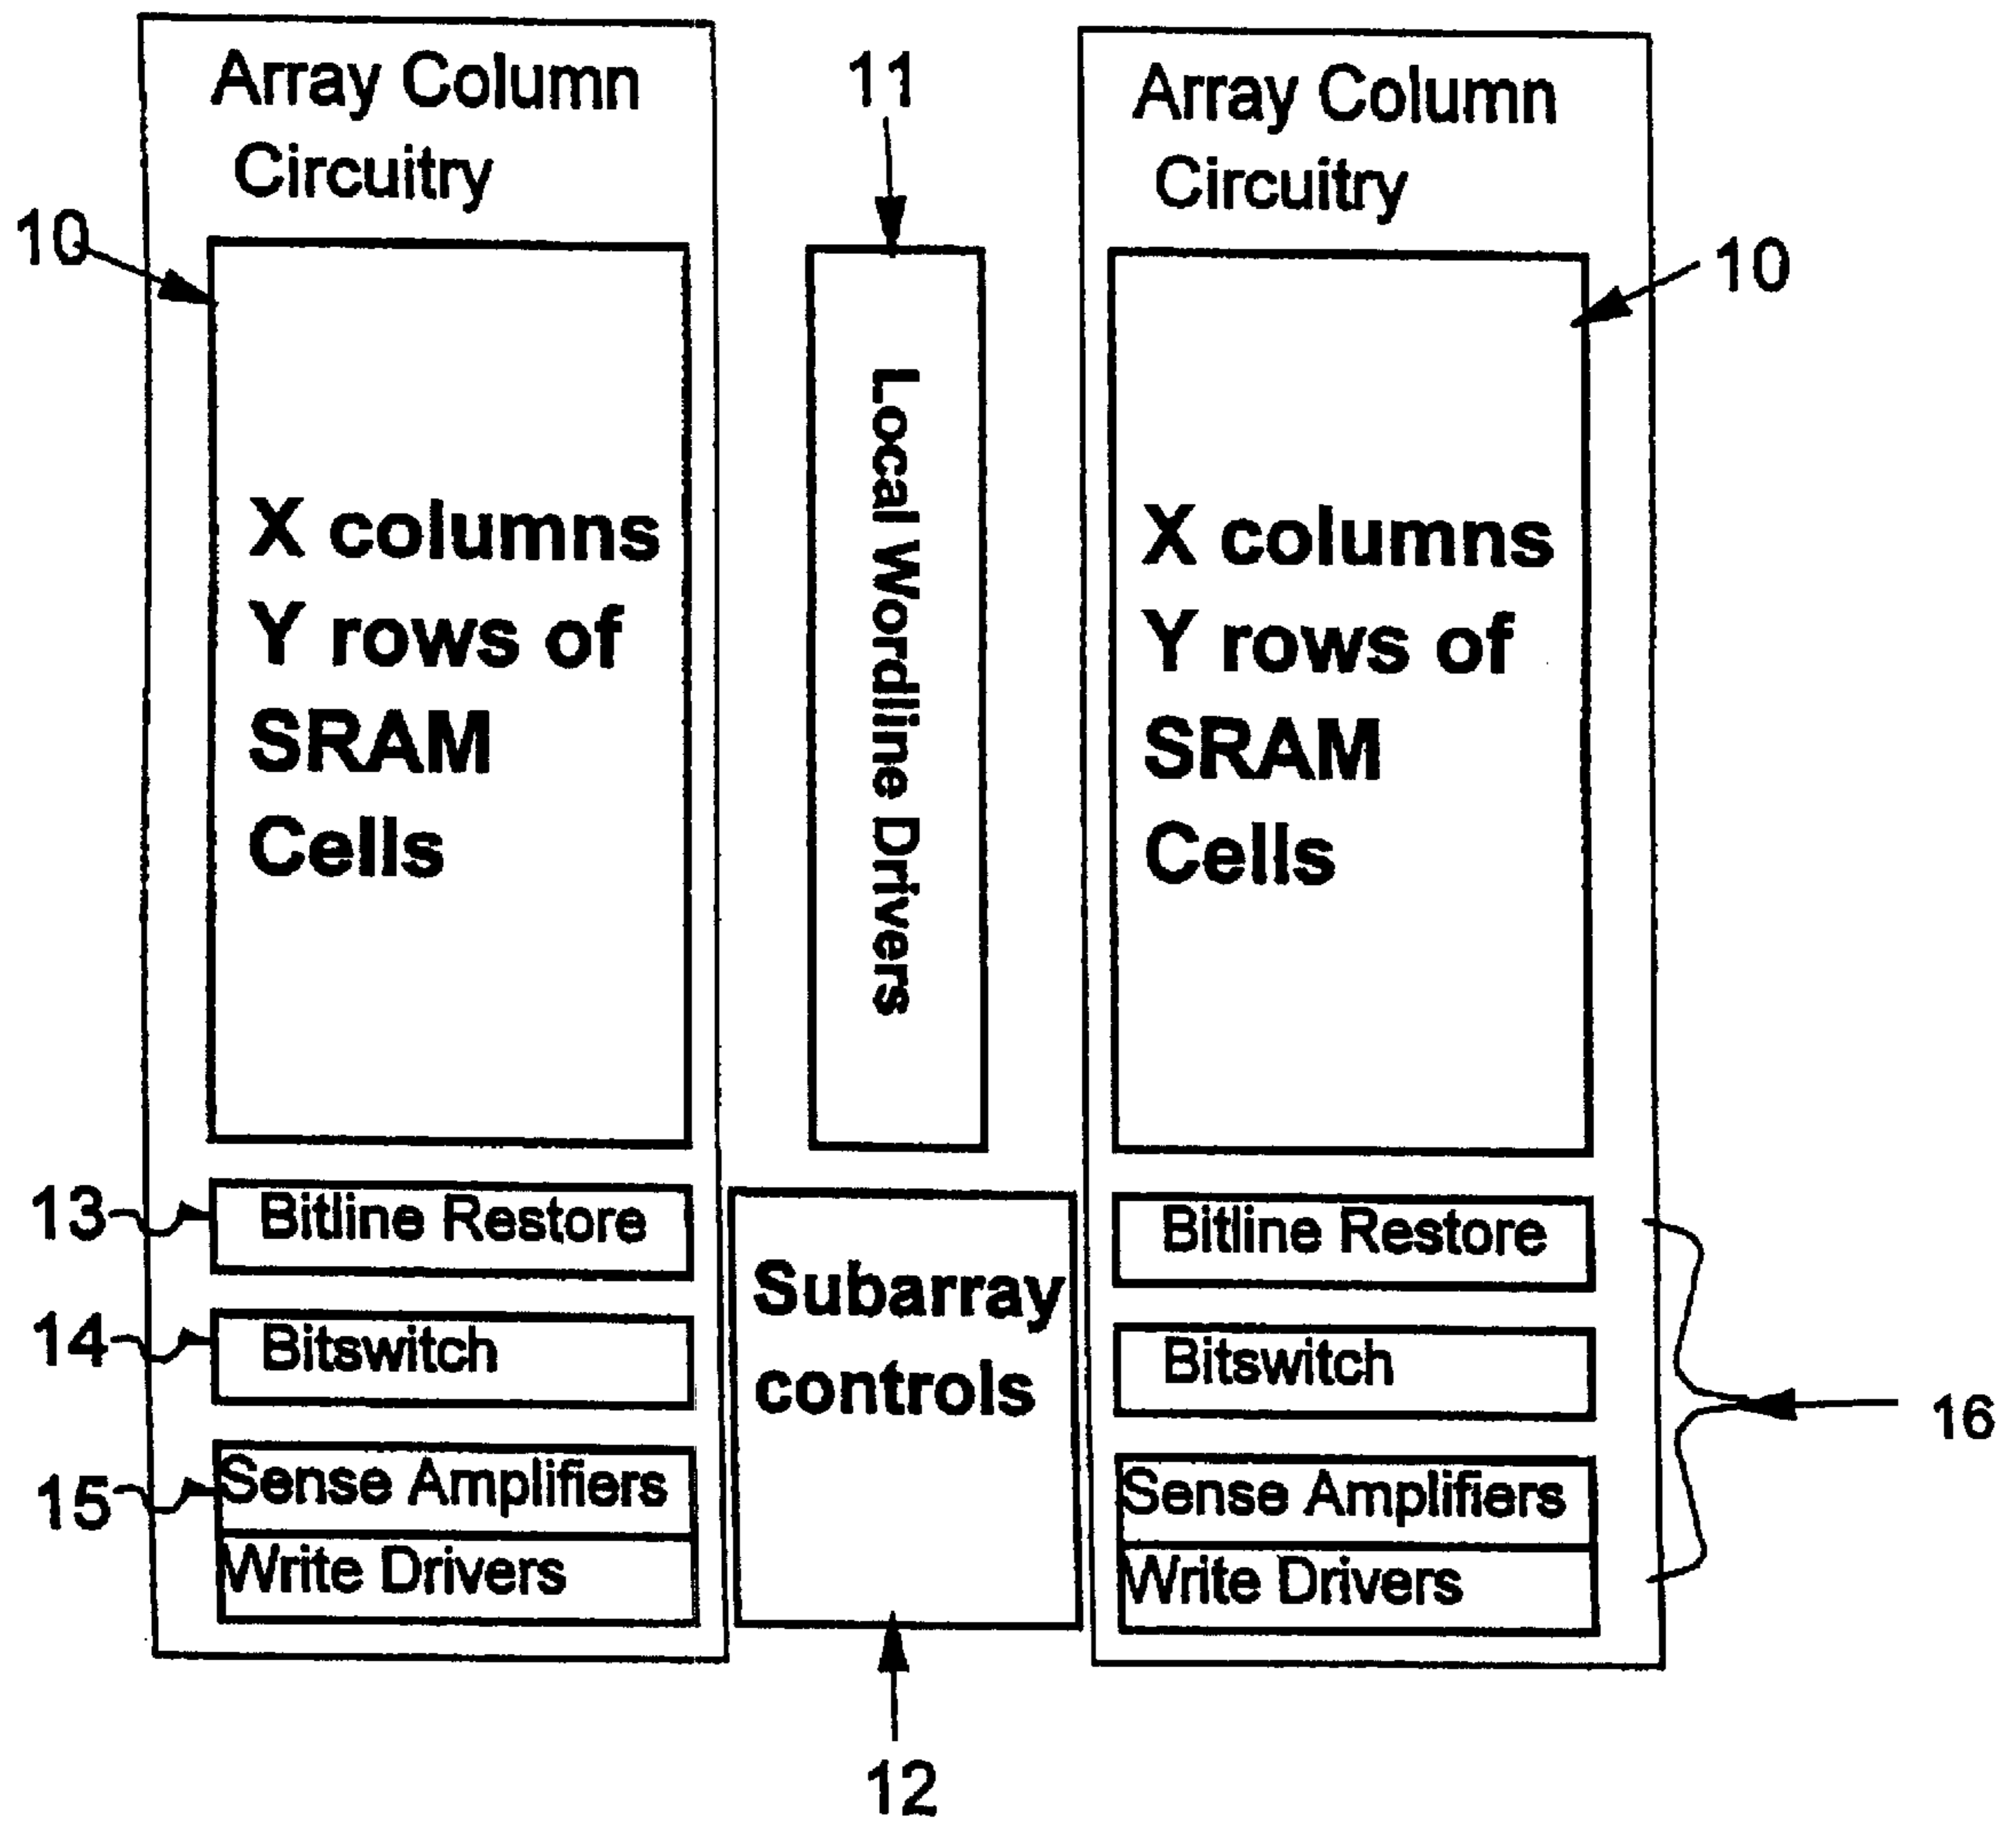 Array Column
Circuitry
10
X columns
Y rows of
SRAM
Cells
13
Bitline Restore
14
Bitswitch
15
Sense Amplifiers
Write Drivers
11
Local Wordline Drivers
Subarray
controls
12
Array Column
Circuitry
10
X columns
Y rows of
SRAM
Cells
Bitline Restore
Bitswitch
Sense Amplifiers
Write Drivers
16